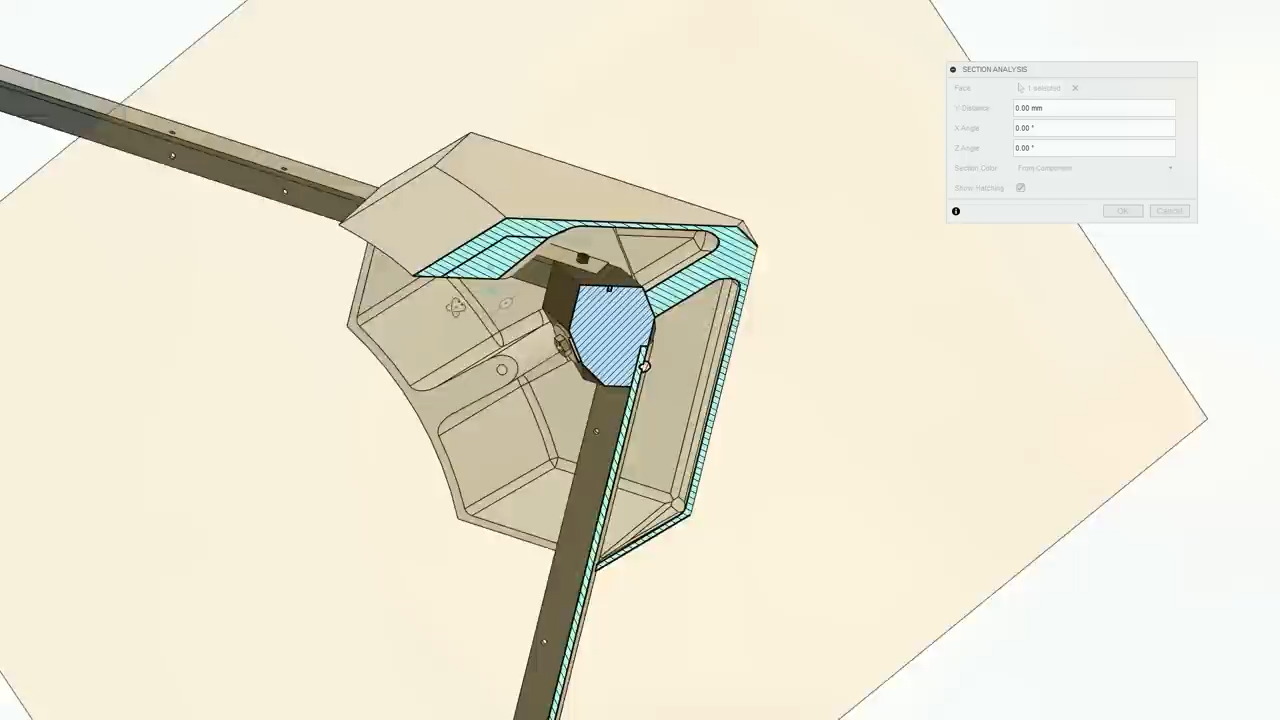 SECTION ANALYSIS
Face 1 selected
Y Distance 0.00 mm
X Angle 0.00 °
Z Angle 0.00 °
Section Color From Component
Show Hatching
OK Cancel